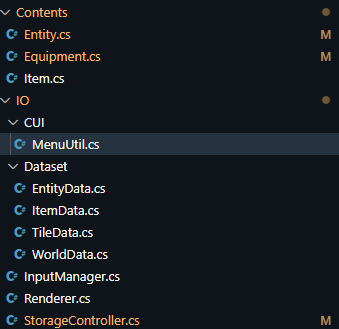 Contents
Entity.cs M
Equipment.cs M
Item.cs
IO
CUI
MenuUtil.cs
Dataset
EntityData.cs
ItemData.cs
TileData.cs
WorldData.cs
InputManager.cs
Renderer.cs
StorageController.cs M